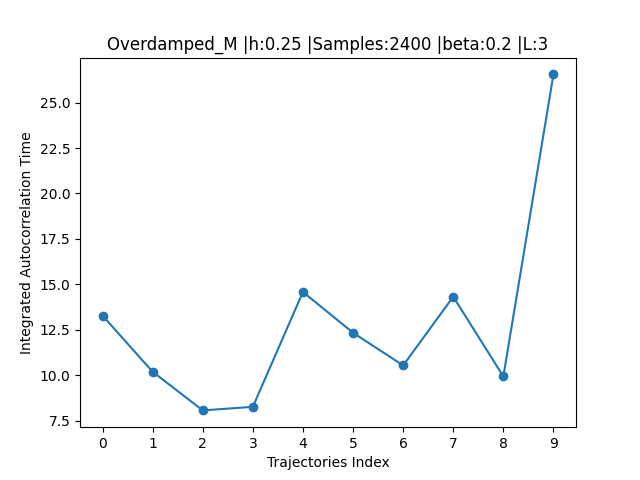 Overdamped_M |h:0.25 |Samples:2400 |beta:0.2 |L:3
Integrated Autocorrelation Time
25.0
22.5
20.0
17.5
15.0
12.5
10.0
7.5
0 1 2 3 4 5 6 7 8 9
Trajectories Index